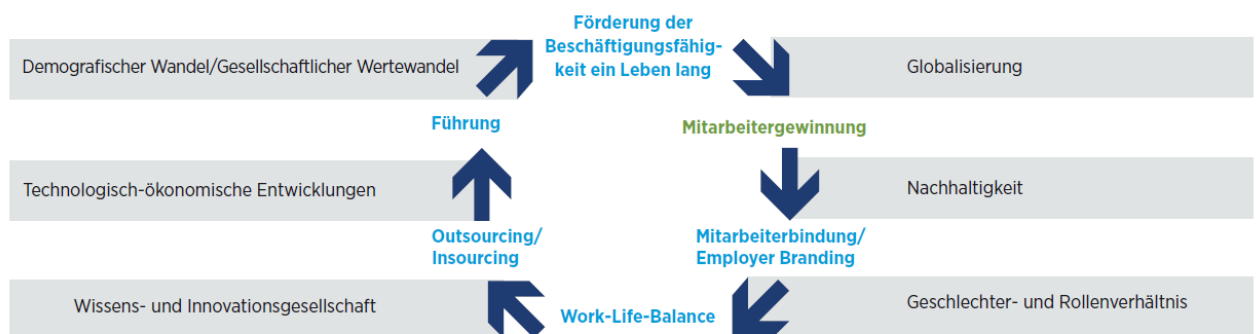 Förderung der
Beschäftigungsfähig-
keit ein Leben lang
Demografischer Wandel/Gesellschaftlicher Wertewandel
Globalisierung
Führung
Mitarbeitergewinnung
Technologisch-ökonomische Entwicklungen
Nachhaltigkeit
Outsourcing/
Insourcing
Mitarbeiterbindung/
Employer Branding
Wissens- und Innovationsgesellschaft
Geschlechter- und Rollenverhältnis
Work-Life-Balance